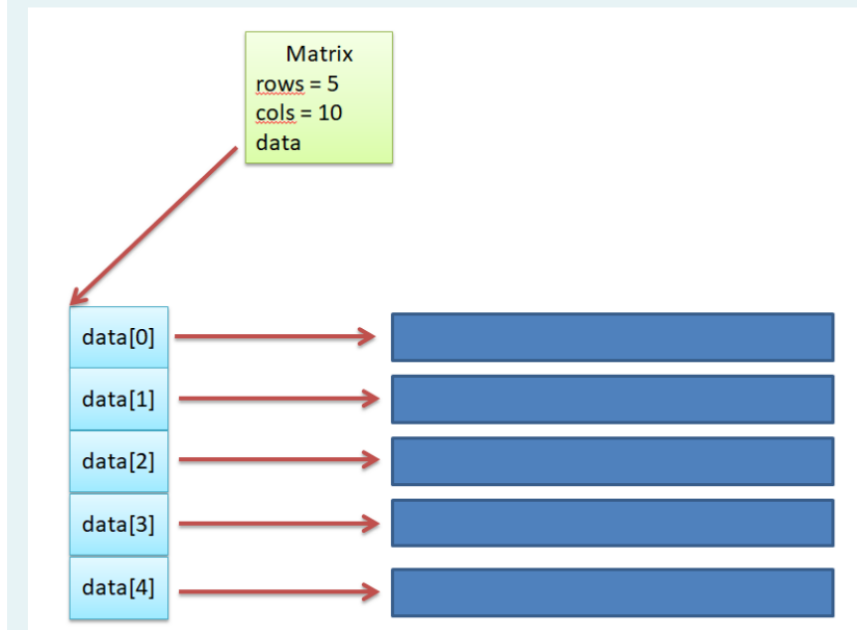 Matrix
rows = 5
cols = 10
data
data[0]
data[1]
data[2]
data[3]
data[4]